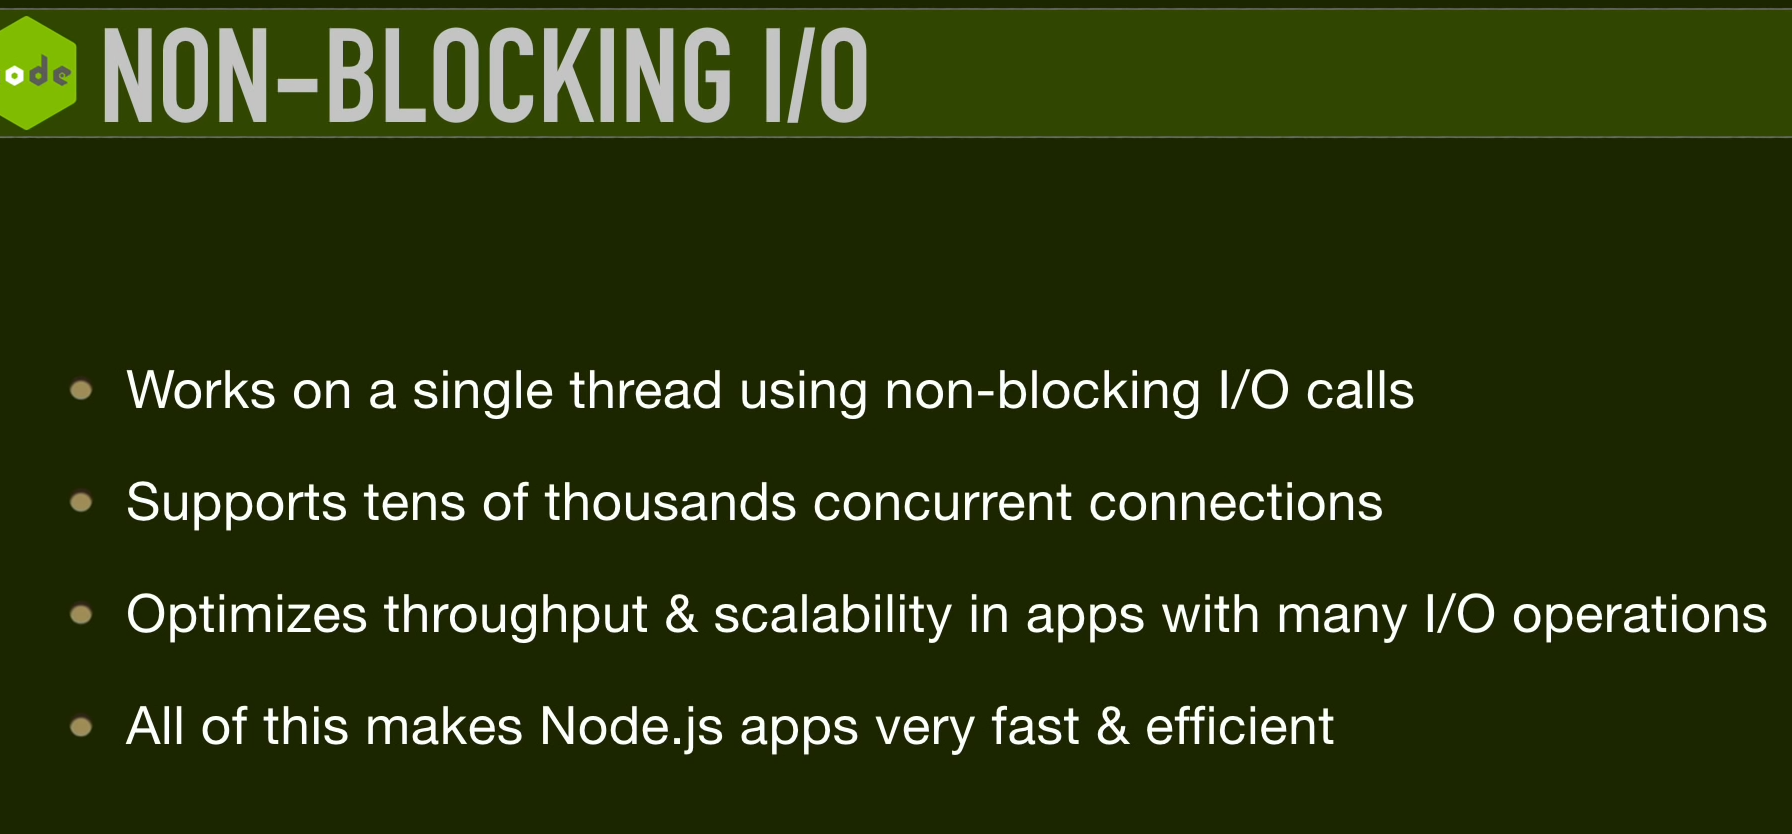 ode
NON-BLOCKING I/O
Works on a single thread using non-blocking I/O calls
Supports tens of thousands concurrent connections
Optimizes throughput & scalability in apps with many I/O operations
All of this makes Node.js apps very fast & efficient